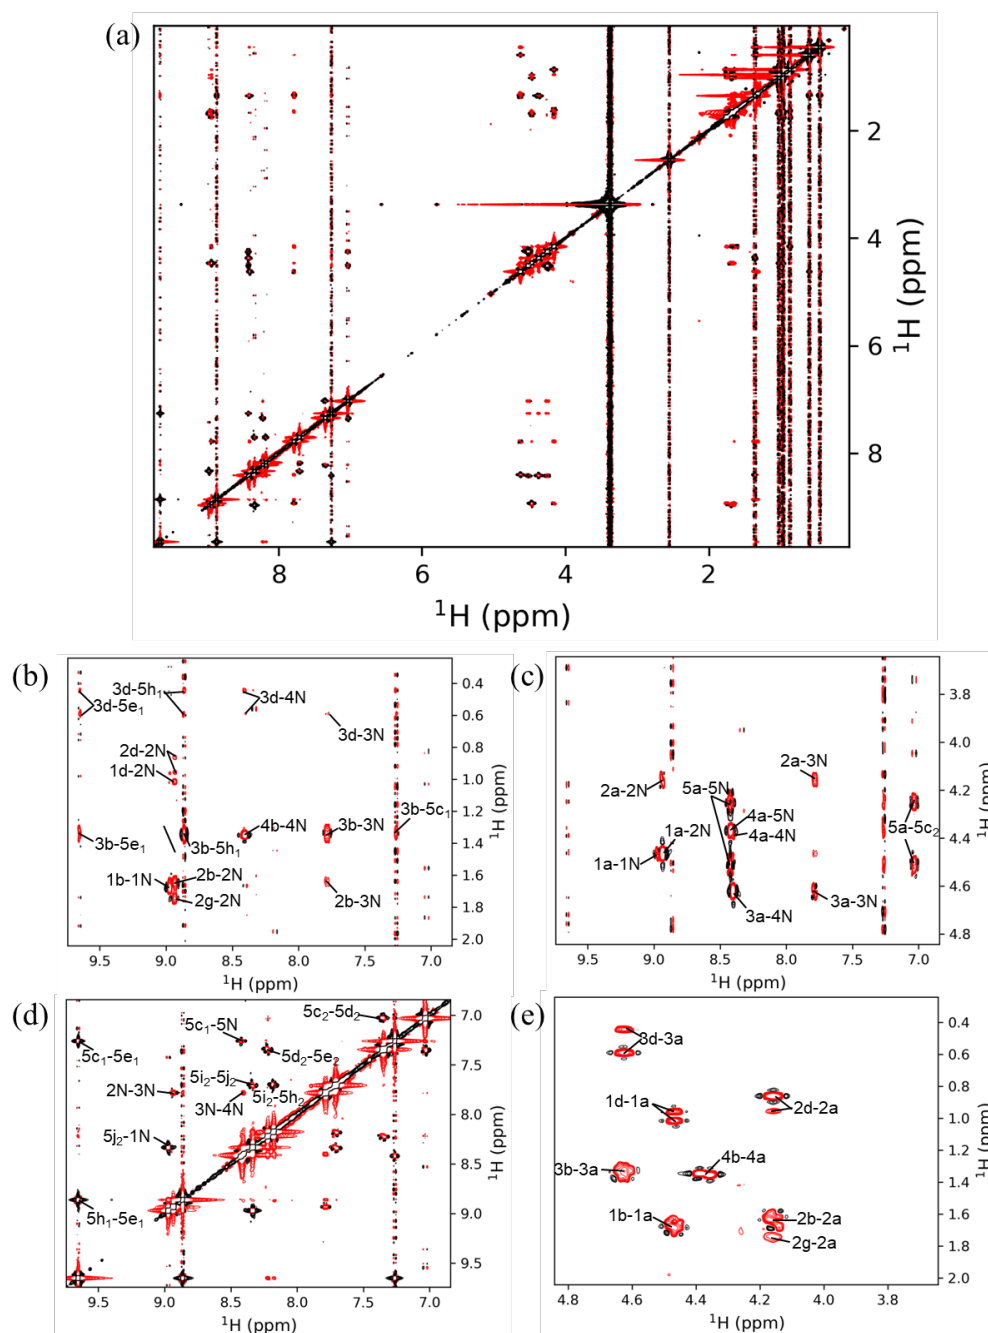 (a)
2
4
6
8
¹H (ppm)
8 6 4 2
¹H (ppm)
(b)
3d-5h₁
3d-4N
3d-5e₁
3d-3N
2d-2N
1d-2N
4b-4N
3b-3N
3b-5c₁
3b-5e₁
3b-5h₁
1b-1N
2b-2N
2g-2N
2b-3N
0.4
0.6
0.8
1.0
1.2
1.4
1.6
1.8
2.0
¹H (ppm)
9.5 9.0 8.5 8.0 7.5 7.0
¹H (ppm)
(c)
2a-2N
2a-3N
5a-5N
4a-5N
4a-4N
1a-2N
1a-1N
5a-5c₂
3a-4N
3a-3N
3.8
4.0
4.2
4.4
4.6
4.8
¹H (ppm)
9.5 9.0 8.5 8.0 7.5 7.0
¹H (ppm)
(d)
5c₂-5d₂
5c₁-5N
5c₁-5e₁
5d₂-5e₂
2N-3N
5i₂-5j₂
5i₂-5h₂
3N-4N
5j₂-1N
5h₁-5e₁
7.0
7.5
8.0
8.5
9.0
9.5
¹H (ppm)
9.5 9.0 8.5 8.0 7.5 7.0
¹H (ppm)
(e)
3d-3a
1d-1a
2d-2a
3b-3a
4b-4a
1b-1a
2b-2a
2g-2a
0.4
0.6
0.8
1.0
1.2
1.4
1.6
1.8
2.0
¹H (ppm)
4.8 4.6 4.4 4.2 4.0 3.8
¹H (ppm)